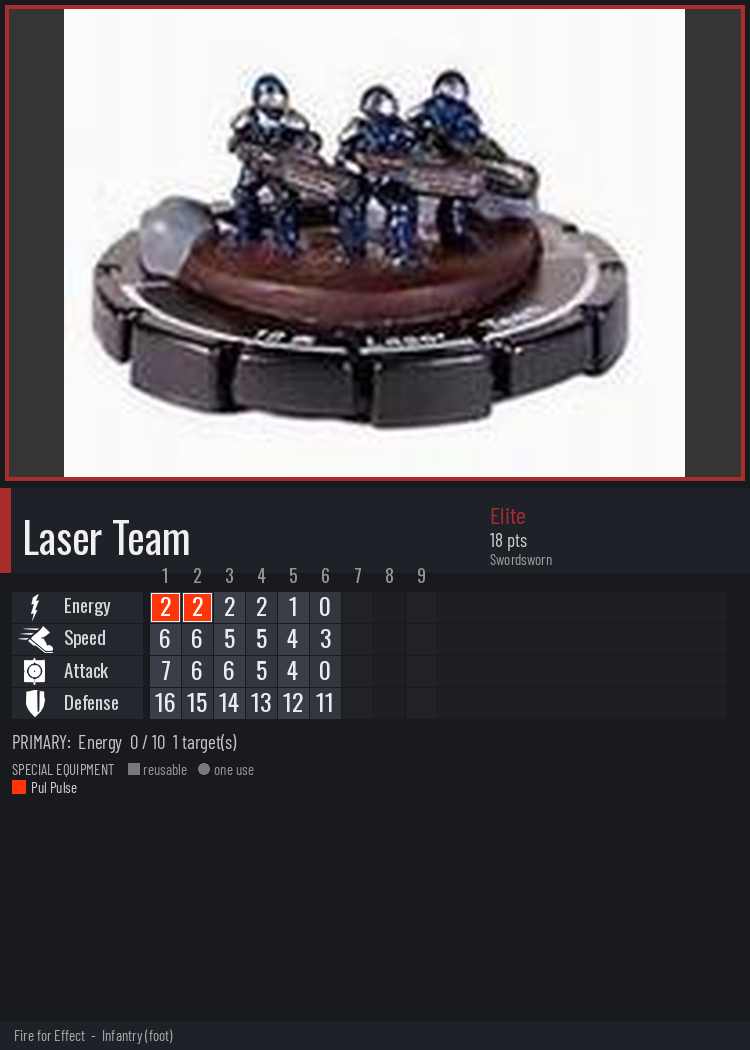 Laser Team
Laser Team
Elite
18 pts
Swordsworn
1 2 3 4 5 6 7 8 9
Energy 2 2 2 2 1 0
Speed 6 6 5 5 4 3
Attack 7 6 6 5 4 0
Defense 16 15 14 13 12 11
PRIMARY: Energy 0 / 10 1 target(s)
SPECIAL EQUIPMENT reusable one use
Pul Pulse
Fire for Effect - Infantry (foot)